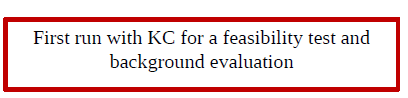 First run with KC for a feasibility test and
background evaluation